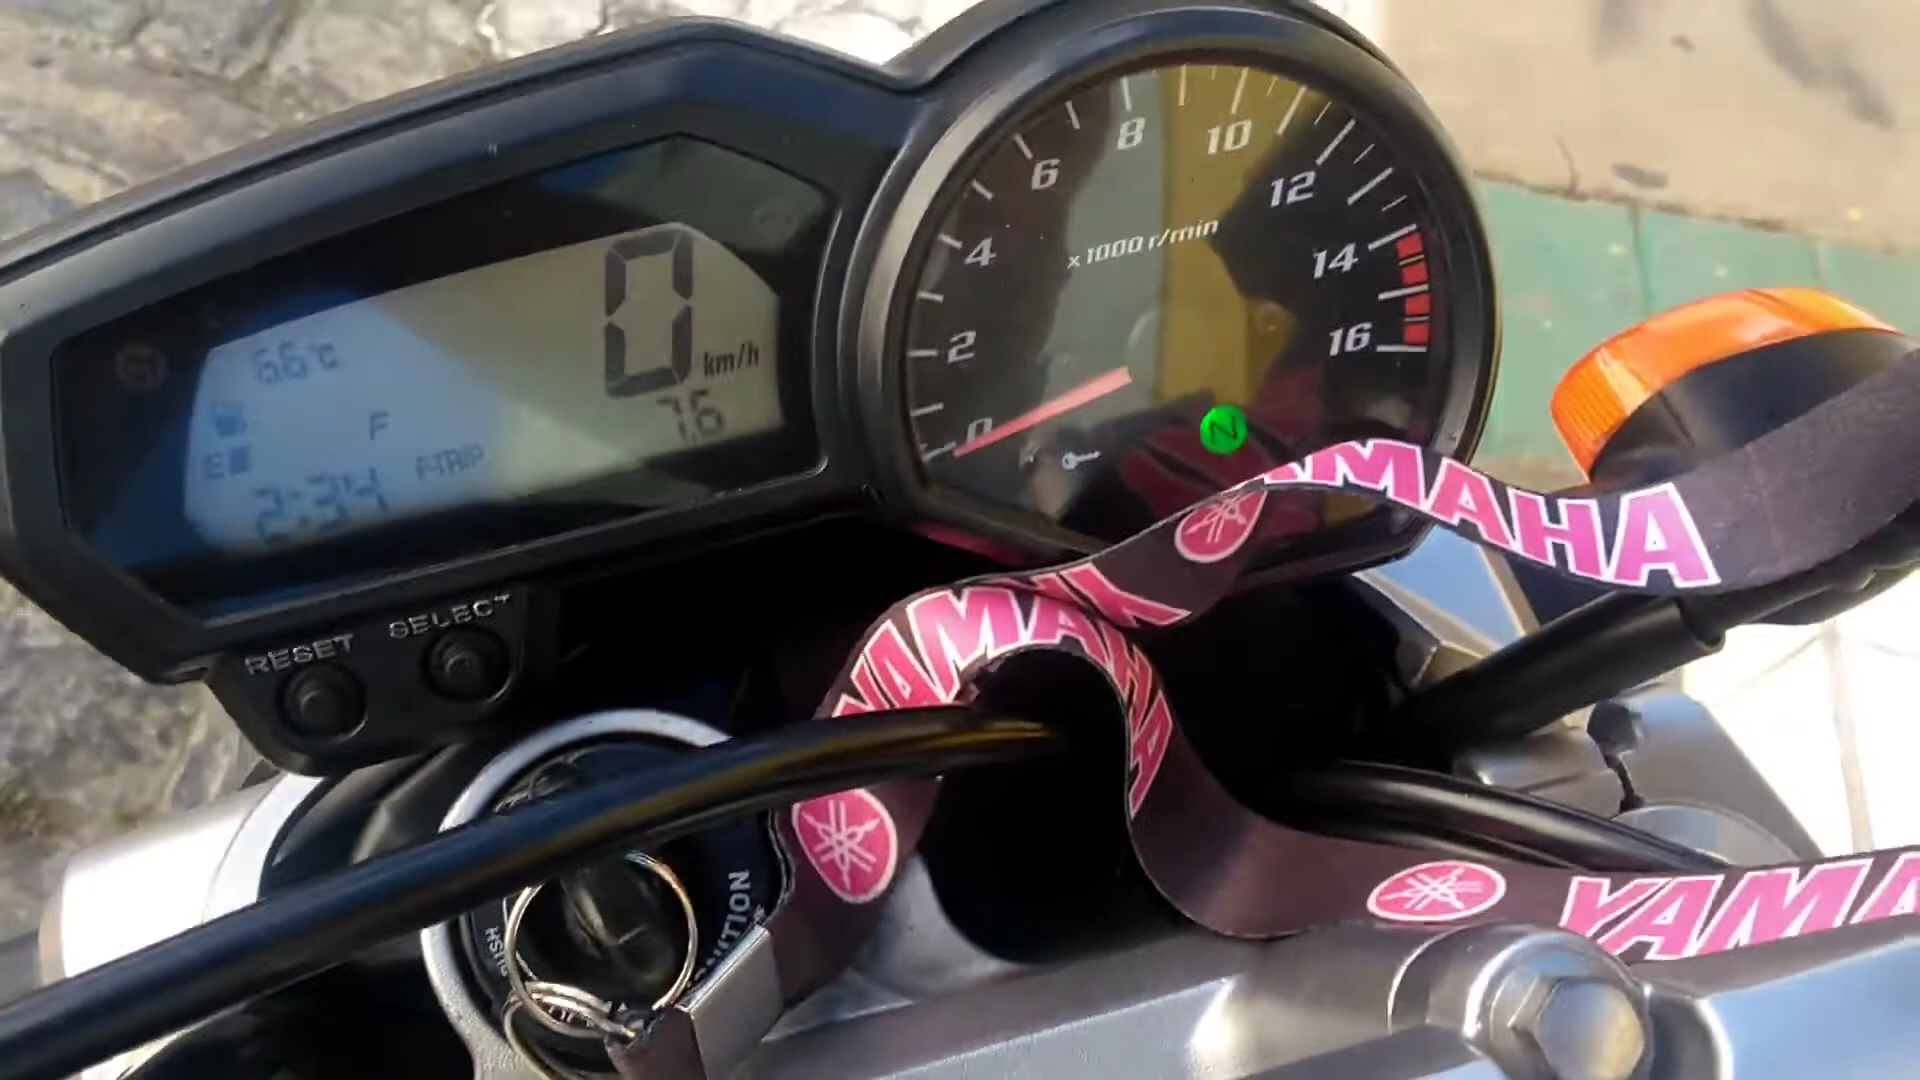 66°C
0
km/h
7.6
F
E
F-TRIP
2:34
RESET
SELECT
0
2
4
6
8
10
12
14
16
x1000 r/min
N
YAMAHA
YAMAHA
YAMAHA
YAMA
IGNITION
PUSH